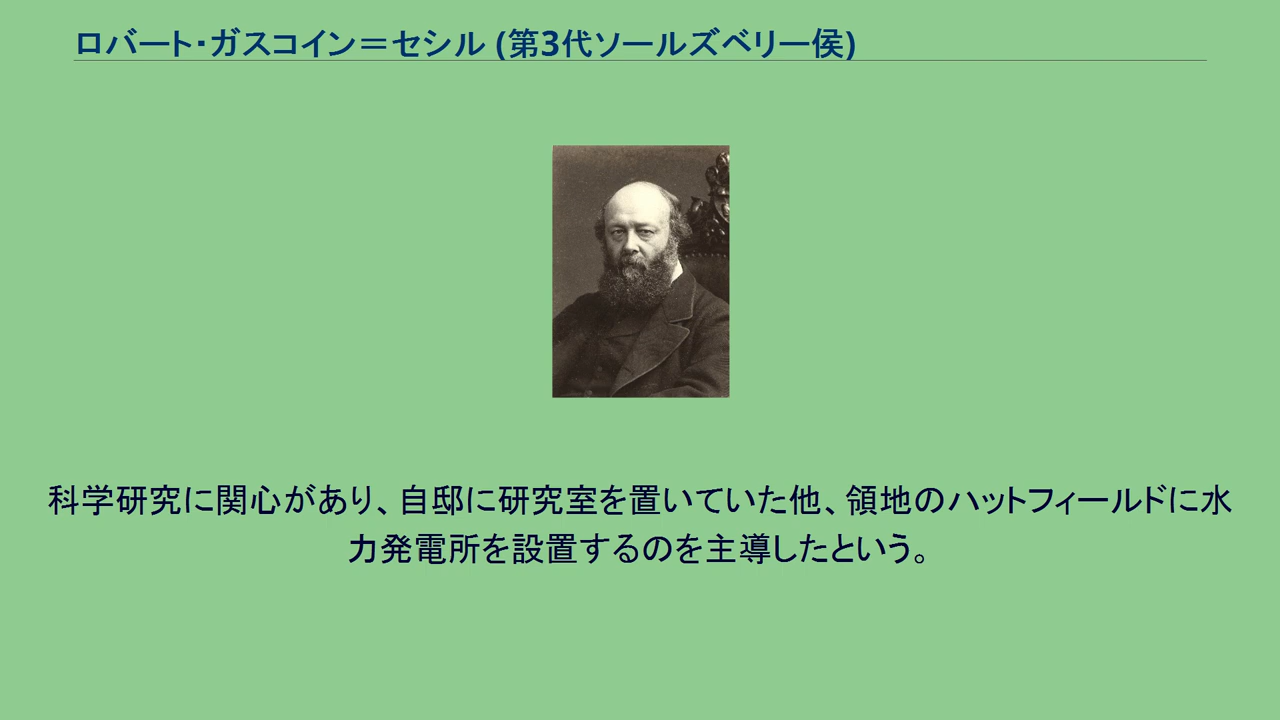 ロバート・ガスコイン＝セシル (第3代ソールズベリー侯)
科学研究に関心があり、自邸に研究室を置いていた他、領地のハットフィールドに水
力発電所を設置するのを主導したという。